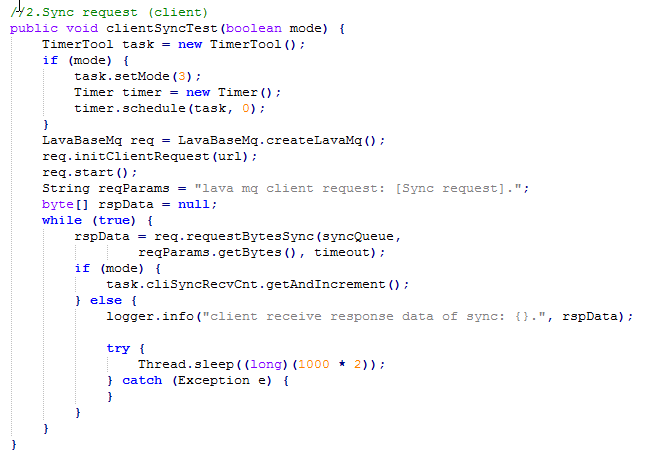 //2.Sync request (client)
public void clientSyncTest(boolean mode) {
    TimerTool task = new TimerTool();
    if (mode) {
        task.setMode(3);
        Timer timer = new Timer();
        timer.schedule(task, 0);
    }
    LavaBaseMq req = LavaBaseMq.createLavaMq();
    req.initClientRequest(url);
    req.start();
    String reqParams = "lava mq client request: [Sync request].";
    byte[] rspData = null;
    while (true) {
        rspData = req.requestBytesSync(syncQueue,
                reqParams.getBytes(), timeout);
        if (mode) {
            task.cliSyncRecvCnt.getAndIncrement();
        } else {
            logger.info("client receive response data of sync: {}.", rspData);

            try {
                Thread.sleep((long)(1000 * 2));
            } catch (Exception e) {
            }
        }
    }
}